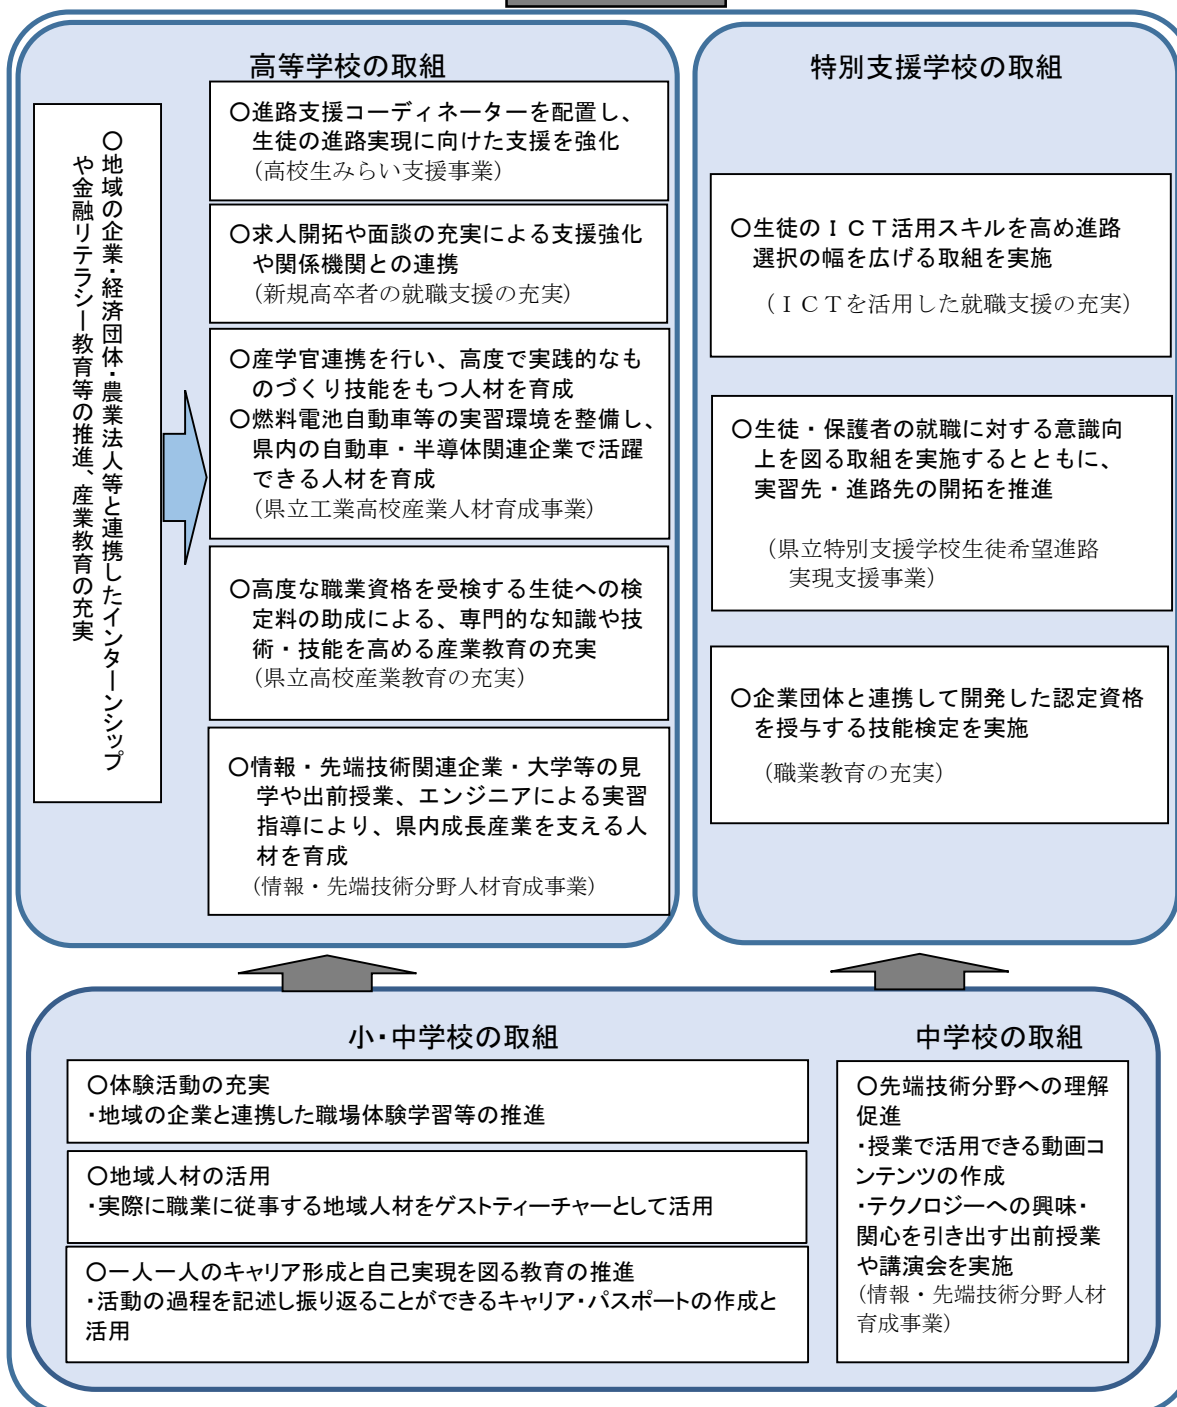 高等学校の取組
○地域の企業・経済団体・農業法人等と連携したインターンシップ
や金融リテラシー教育等の推進、産業教育の充実
○進路支援コーディネーターを配置し、
生徒の進路実現に向けた支援を強化
（高校生みらい支援事業）
○求人開拓や面談の充実による支援強化
や関係機関との連携
（新規高卒者の就職支援の充実）
○産学官連携を行い、高度で実践的なも
のづくり技能をもつ人材を育成
○燃料電池自動車等の実習環境を整備し、
県内の自動車・半導体関連企業で活躍
できる人材を育成
（県立工業高校産業人材育成事業）
○高度な職業資格を受検する生徒への検
定料の助成による、専門的な知識や技
術・技能を高める産業教育の充実
（県立高校産業教育の充実）
○情報・先端技術関連企業・大学等の見
学や出前授業、エンジニアによる実習
指導により、県内成長産業を支える人
材を育成
（情報・先端技術分野人材育成事業）
特別支援学校の取組
○生徒のＩＣＴ活用スキルを高め進路
選択の幅を広げる取組を実施
（ＩＣＴを活用した就職支援の充実）
○生徒・保護者の就職に対する意識向
上を図る取組を実施するとともに、
実習先・進路先の開拓を推進
（県立特別支援学校生徒希望進路
実現支援事業）
○企業団体と連携して開発した認定資格
を授与する技能検定を実施
（職業教育の充実）
小・中学校の取組
○体験活動の充実
・地域の企業と連携した職場体験学習等の推進
○地域人材の活用
・実際に職業に従事する地域人材をゲストティーチャーとして活用
○一人一人のキャリア形成と自己実現を図る教育の推進
・活動の過程を記述し振り返ることができるキャリア・パスポートの作成と
活用
中学校の取組
○先端技術分野への理解
促進
・授業で活用できる動画コ
ンテンツの作成
・テクノロジーへの興味・
関心を引き出す出前授業
や講演会を実施
（情報・先端技術分野人材
育成事業）